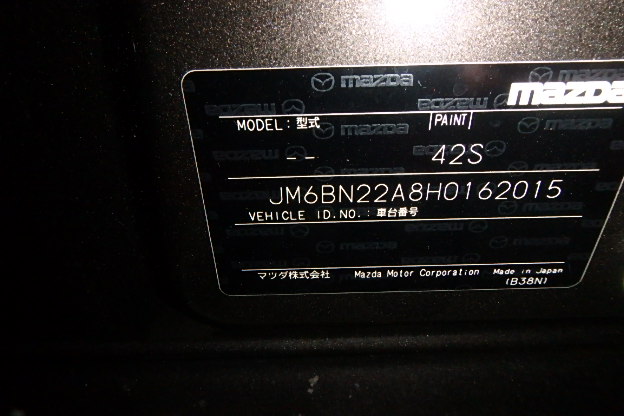 mazda
MODEL : 型式 PAINT
-- 42S
JM6BN22A8H0162015
VEHICLE ID.NO. : 車台番号
マツダ株式会社 Mazda Motor Corporation Made in Japan
(B38N)